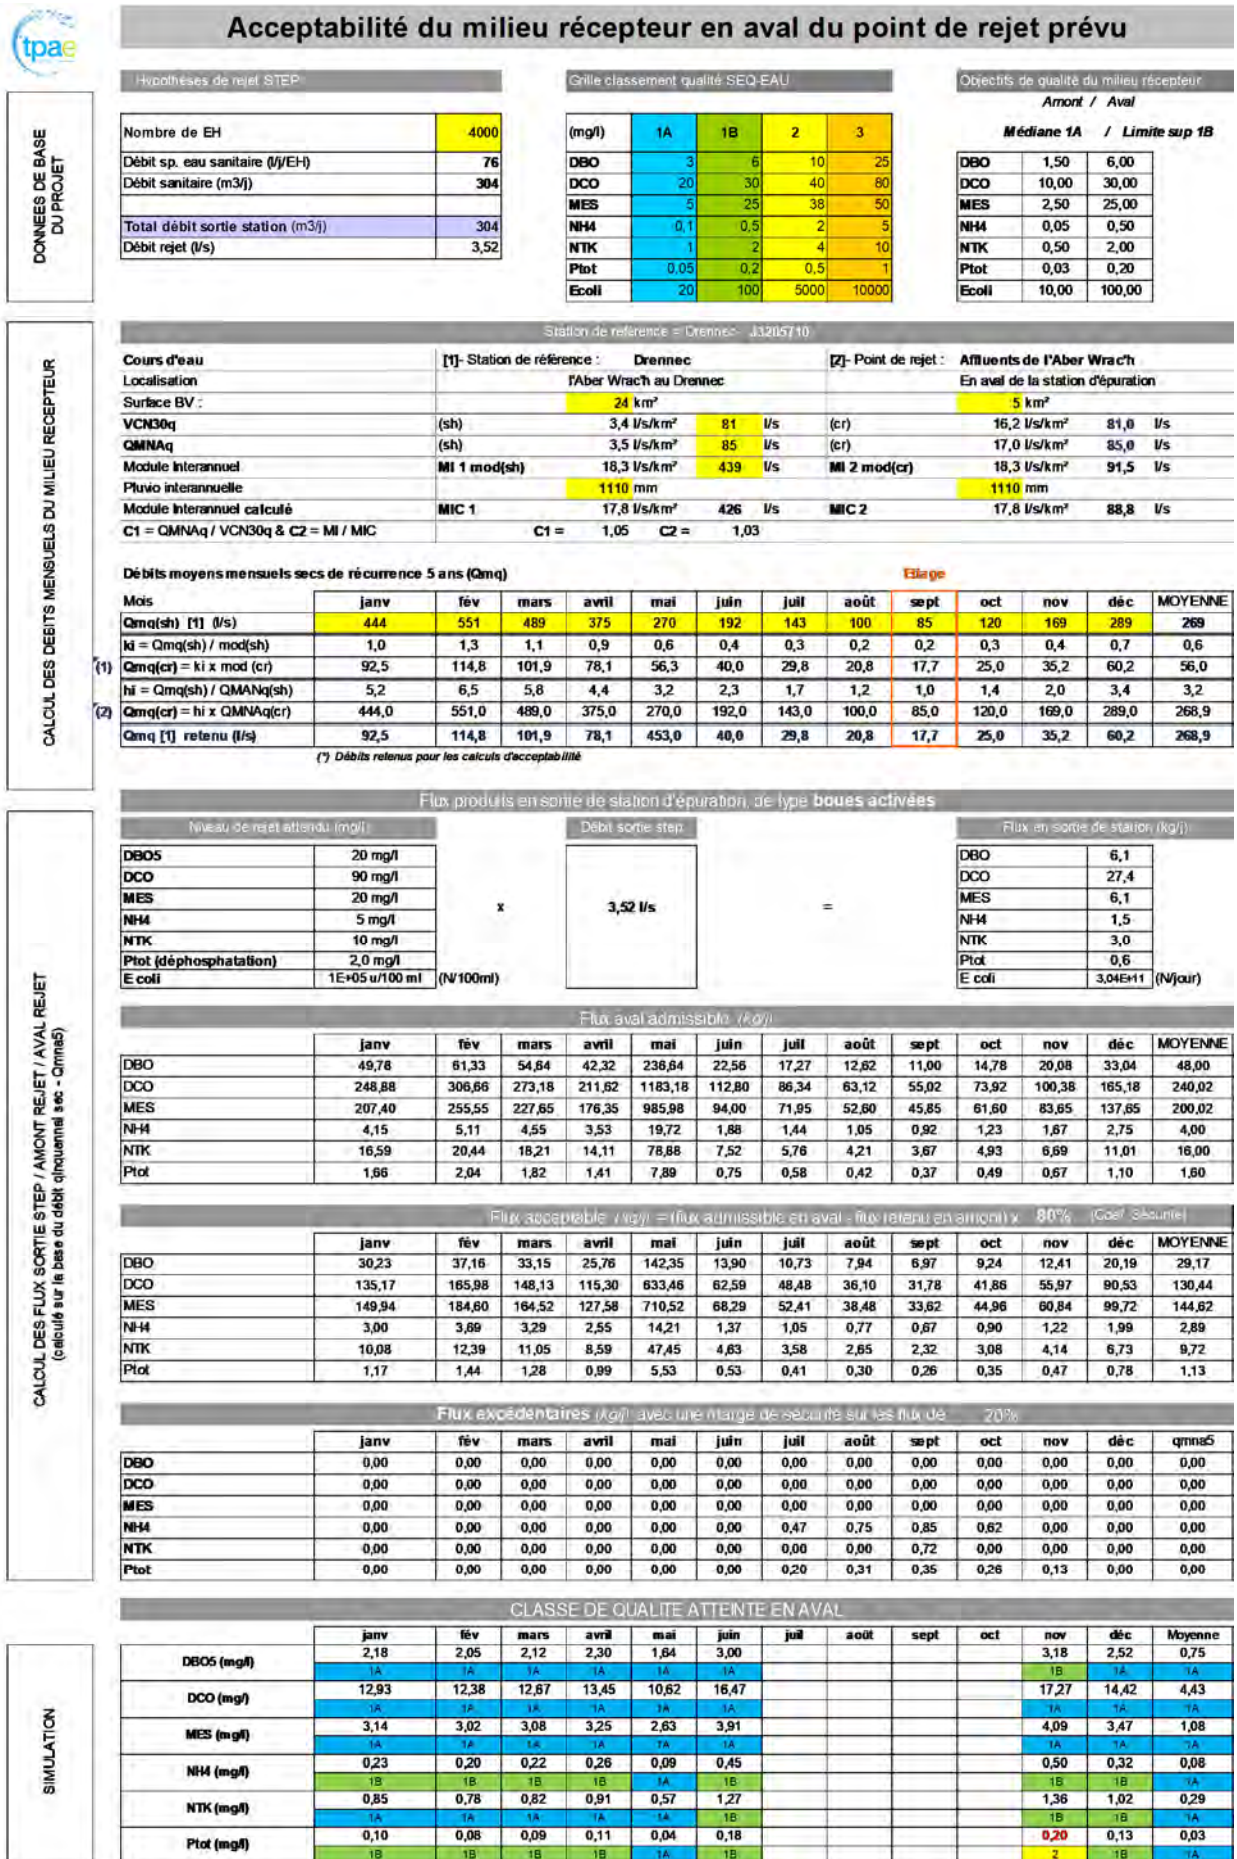 tpae
Acceptabilité du milieu récepteur en aval du point de rejet prévu
DONNEES DE BASE DU PROJET
Hypothèses de rejet STEP
Nombre de EH 4000
Débit sp. eau sanitaire (l/j/EH) 76
Débit sanitaire (m3/j) 304
Total débit sortie station (m3/j) 304
Débit rejet (l/s) 3,52
Grille classement qualité SEQ-EAU
(mg/l) 1A 1B 2 3
DBO 3 6 10 25
DCO 20 30 40 80
MES 5 25 38 50
NH4 0,1 0,5 2 5
NTK 1 2 4 10
Ptot 0,05 0,2 0,5 1
Ecoli 20 100 5000 10000
Objectifs de qualité du milieu récepteur
Amont / Aval
Médiane 1A / Limite sup 1B
DBO 1,50 6,00
DCO 10,00 30,00
MES 2,50 25,00
NH4 0,05 0,50
NTK 0,50 2,00
Ptot 0,03 0,20
Ecoli 10,00 100,00
CALCUL DES DEBITS MENSUELS DU MILIEU RECEPTEUR
Station de référence = Drennec J3205710
Cours d'eau [1]- Station de référence : Drennec [2]- Point de rejet : Affluents de l'Aber Wrac'h
Localisation l'Aber Wrac'h au Drennec En aval de la station d'épuration
Surface BV : 24 km² 5 km²
VCN30q (sh) 3,4 l/s/km² 81 l/s (cr) 16,2 l/s/km² 81,0 l/s
QMNAq (sh) 3,5 l/s/km² 85 l/s (cr) 17,0 l/s/km² 85,0 l/s
Module Interannuel MI 1 mod(sh) 18,3 l/s/km² 439 l/s MI 2 mod(cr) 18,3 l/s/km² 91,5 l/s
Pluvio interannuelle 1110 mm 1110 mm
Module Interannuel calculé MIC 1 17,8 l/s/km² 426 l/s MIC 2 17,8 l/s/km² 88,8 l/s
C1 = QMNAq / VCN30q & C2 = MI / MIC C1 = 1,05 C2 = 1,03
Débits moyens mensuels secs de récurrence 5 ans (Qmq) Etiage
Mois janv fév mars avril mai juin juil août sept oct nov déc MOYENNE
Qmq(sh) [1] (l/s) 444 551 489 375 270 192 143 100 85 120 169 289 269
ki = Qmq(sh) / mod(sh) 1,0 1,3 1,1 0,9 0,6 0,4 0,3 0,2 0,2 0,3 0,4 0,7 0,6
(1) Qmq(cr) = ki x mod (cr) 92,5 114,8 101,9 78,1 56,3 40,0 29,8 20,8 17,7 25,0 35,2 60,2 56,0
hi = Qmq(sh) / QMANq(sh) 5,2 6,5 5,8 4,4 3,2 2,3 1,7 1,2 1,0 1,4 2,0 3,4 3,2
(2) Qmq(cr) = hi x QMNAq(cr) 444,0 551,0 489,0 375,0 270,0 192,0 143,0 100,0 85,0 120,0 169,0 289,0 268,9
Qmq [1] retenu (l/s) 92,5 114,8 101,9 78,1 453,0 40,0 29,8 20,8 17,7 25,0 35,2 60,2 268,9
(*) Débits retenus pour les calculs d'acceptabilité
CALCUL DES FLUX SORTIE STEP / AMONT REJET / AVAL REJET
(calculé sur la base du débit quinquennal sec - Qmna5)
Flux produits en sortie de station d'épuration, de type boues activées
Niveau de rejet attendu (mg/l) Débit sortie step Flux en sortie de station (kg/j)
DBO5 20 mg/l DBO 6,1
DCO 90 mg/l DCO 27,4
MES 20 mg/l x 3,52 l/s = MES 6,1
NH4 5 mg/l NH4 1,5
NTK 10 mg/l NTK 3,0
Ptot (déphosphatation) 2,0 mg/l Ptot 0,6
E coli 1E+05 u/100 ml (N/100ml) E coli 3,04E+11 (N/jour)
Flux aval admissible (kg/j)
janv fév mars avril mai juin juil août sept oct nov déc MOYENNE
DBO 49,78 61,33 54,64 42,32 236,64 22,56 17,27 12,62 11,00 14,78 20,08 33,04 48,00
DCO 248,88 306,66 273,18 211,62 1183,18 112,80 86,34 63,12 55,02 73,92 100,38 165,18 240,02
MES 207,40 255,55 227,65 176,35 985,98 94,00 71,95 52,60 45,85 61,60 83,65 137,65 200,02
NH4 4,15 5,11 4,55 3,53 19,72 1,88 1,44 1,05 0,92 1,23 1,67 2,75 4,00
NTK 16,59 20,44 18,21 14,11 78,88 7,52 5,76 4,21 3,67 4,93 6,69 11,01 16,00
Ptot 1,66 2,04 1,82 1,41 7,89 0,75 0,58 0,42 0,37 0,49 0,67 1,10 1,60
Flux acceptable (kg/j) = (flux admissible en aval - flux retenu en amont) x 80% (Coef. Sécurité)
janv fév mars avril mai juin juil août sept oct nov déc MOYENNE
DBO 30,23 37,16 33,15 25,76 142,35 13,90 10,73 7,94 6,97 9,24 12,41 20,19 29,17
DCO 135,17 165,98 148,13 115,30 633,46 62,59 48,48 36,10 31,78 41,86 55,97 90,53 130,44
MES 149,94 184,60 164,52 127,58 710,52 68,29 52,41 38,48 33,62 44,96 60,84 99,72 144,62
NH4 3,00 3,69 3,29 2,55 14,21 1,37 1,05 0,77 0,67 0,90 1,22 1,99 2,89
NTK 10,08 12,39 11,05 8,59 47,45 4,63 3,58 2,65 2,32 3,08 4,14 6,73 9,72
Ptot 1,17 1,44 1,28 0,99 5,53 0,53 0,41 0,30 0,26 0,35 0,47 0,78 1,13
Flux excédentaires (kg/j) avec une marge de sécurité sur les flux de 20%
janv fév mars avril mai juin juil août sept oct nov déc qmna5
DBO 0,00 0,00 0,00 0,00 0,00 0,00 0,00 0,00 0,00 0,00 0,00 0,00 0,00
DCO 0,00 0,00 0,00 0,00 0,00 0,00 0,00 0,00 0,00 0,00 0,00 0,00 0,00
MES 0,00 0,00 0,00 0,00 0,00 0,00 0,00 0,00 0,00 0,00 0,00 0,00 0,00
NH4 0,00 0,00 0,00 0,00 0,00 0,00 0,47 0,75 0,85 0,62 0,00 0,00 0,00
NTK 0,00 0,00 0,00 0,00 0,00 0,00 0,00 0,00 0,72 0,00 0,00 0,00 0,00
Ptot 0,00 0,00 0,00 0,00 0,00 0,00 0,20 0,31 0,35 0,26 0,13 0,00 0,00
SIMULATION
CLASSE DE QUALITE ATTEINTE EN AVAL
janv fév mars avril mai juin juil août sept oct nov déc Moyenne
DBO5 (mg/l) 2,18 2,05 2,12 2,30 1,64 3,00 3,18 2,52 0,75
1A 1A 1A 1A 1A 1A 1B 1A 1A
DCO (mg/l) 12,93 12,38 12,67 13,45 10,62 16,47 17,27 14,42 4,43
1A 1A 1A 1A 1A 1A 1A 1A 1A
MES (mg/l) 3,14 3,02 3,08 3,25 2,63 3,91 4,09 3,47 1,08
1A 1A 1A 1A 1A 1A 1A 1A 1A
NH4 (mg/l) 0,23 0,20 0,22 0,26 0,09 0,45 0,50 0,32 0,08
1B 1B 1B 1B 1A 1B 1B 1B 1A
NTK (mg/l) 0,85 0,78 0,82 0,91 0,57 1,27 1,36 1,02 0,29
1A 1A 1A 1A 1A 1B 1B 1B 1A
Ptot (mg/l) 0,10 0,08 0,09 0,11 0,04 0,18 0,20 0,13 0,03
1B 1B 1B 1B 1A 1B 2 1B 1A